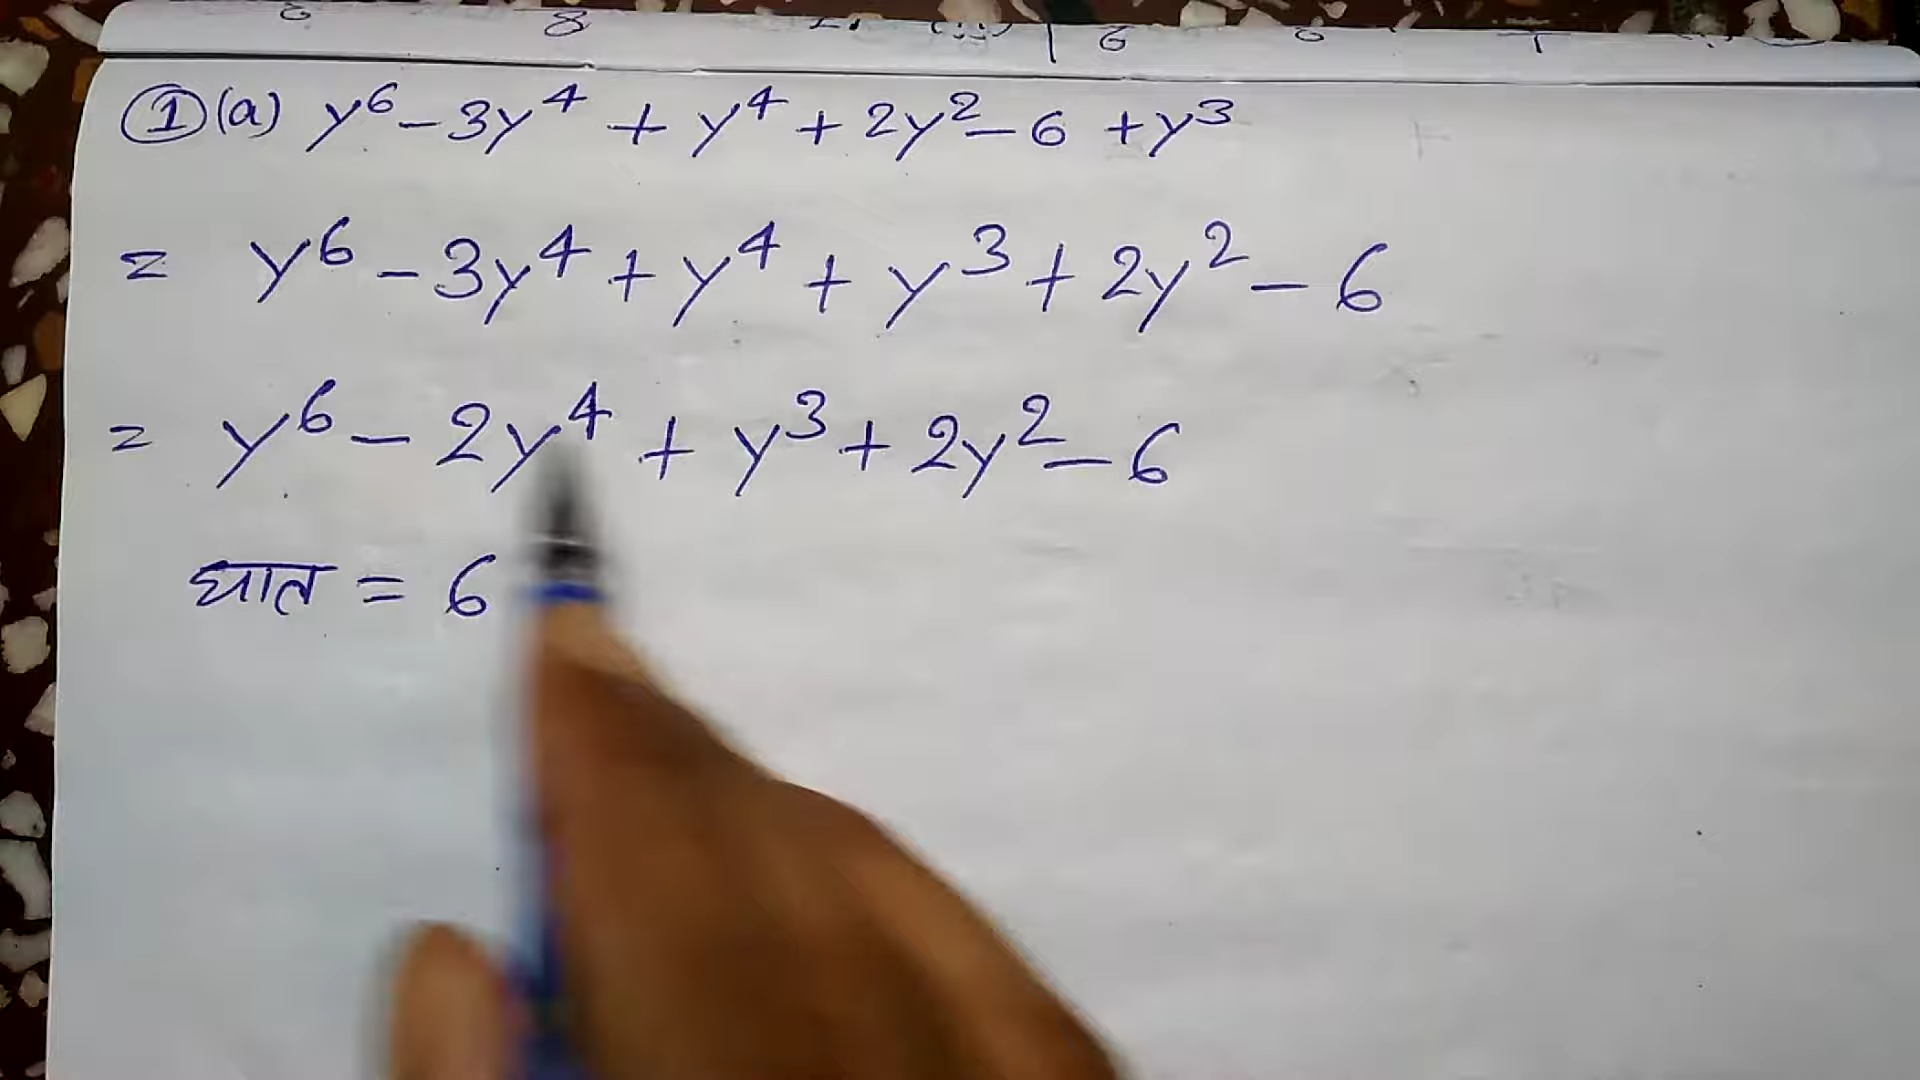 ① (a) y⁶ - 3y⁴ + y⁴ + 2y² - 6 + y³
= y⁶ - 3y⁴ + y⁴ + y³ + 2y² - 6
= y⁶ - 2y⁴ + y³ + 2y² - 6
घात = 6